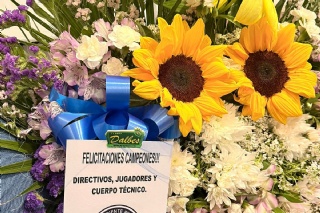 Dalbes
FELICITACIONES CAMPEONES!!
DIRECTIVOS, JUGADORES Y
CUERPO TÉCNICO.